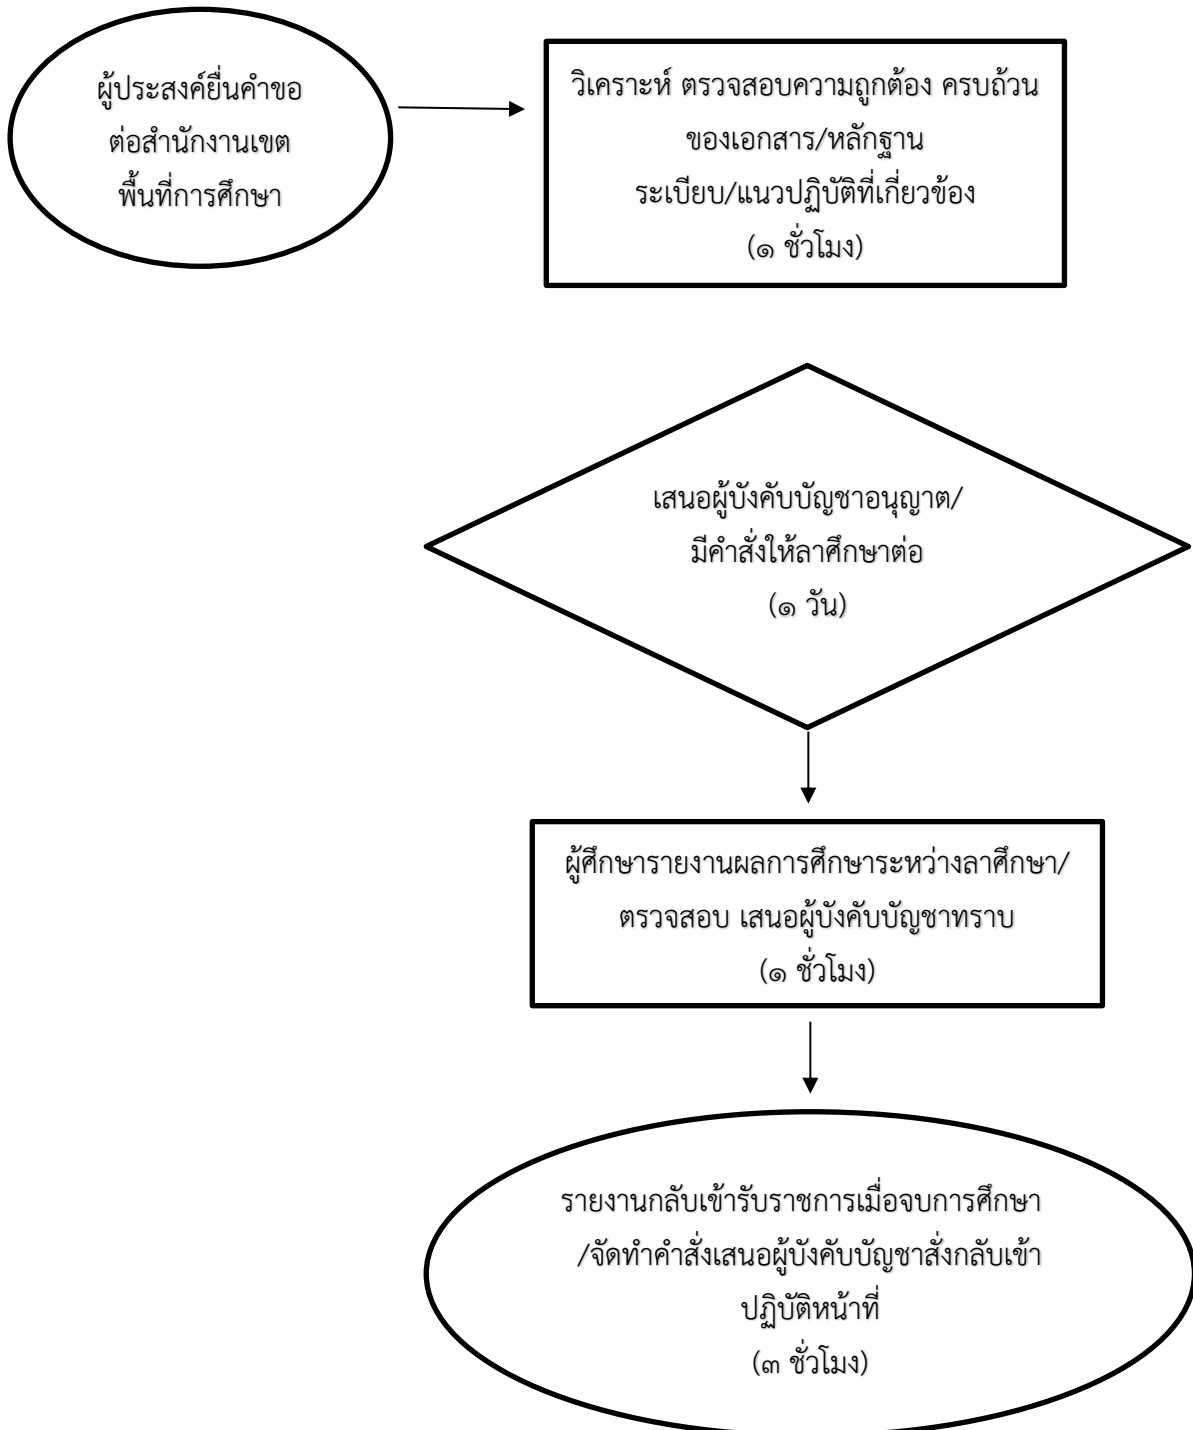 ผู้ประสงค์ยื่นคำขอ
ต่อสำนักงานเขต
พื้นที่การศึกษา
วิเคราะห์ ตรวจสอบความถูกต้อง ครบถ้วน
ของเอกสาร/หลักฐาน
ระเบียบ/แนวปฏิบัติที่เกี่ยวข้อง
(๑ ชั่วโมง)
เสนอผู้บังคับบัญชาอนุญาต/
มีคำสั่งให้ลาศึกษาต่อ
(๑ วัน)
ผู้ศึกษารายงานผลการศึกษาระหว่างลาศึกษา/
ตรวจสอบ เสนอผู้บังคับบัญชาทราบ
(๑ ชั่วโมง)
รายงานกลับเข้ารับราชการเมื่อจบการศึกษา
/จัดทำคำสั่งเสนอผู้บังคับบัญชาสั่งกลับเข้า
ปฏิบัติหน้าที่
(๓ ชั่วโมง)